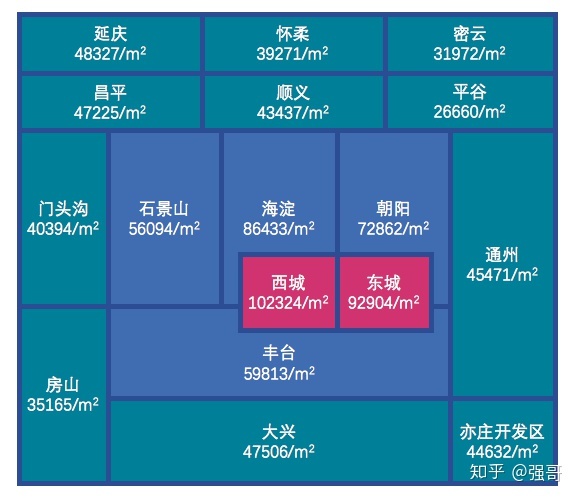 延庆
48327/m²
怀柔
39271/m²
密云
31972/m²
昌平
47225/m²
顺义
43437/m²
平谷
26660/m²
门头沟
40394/m²
石景山
56094/m²
海淀
86433/m²
朝阳
72862/m²
通州
45471/m²
西城
102324/m²
东城
92904/m²
丰台
59813/m²
房山
35165/m²
大兴
47506/m²
亦庄开发区
44632/m²
知乎 @强哥